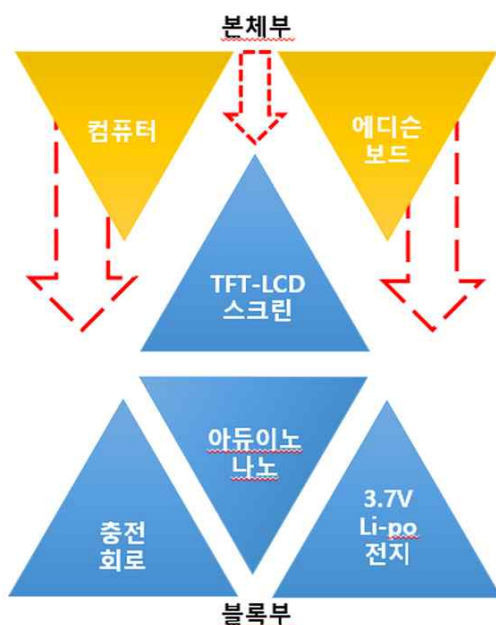 본체부
컴퓨터
에디슨
보드
TFT-LCD
스크린
아듀이노
나노
충전
회로
3.7V
Li-po
전지
블록부